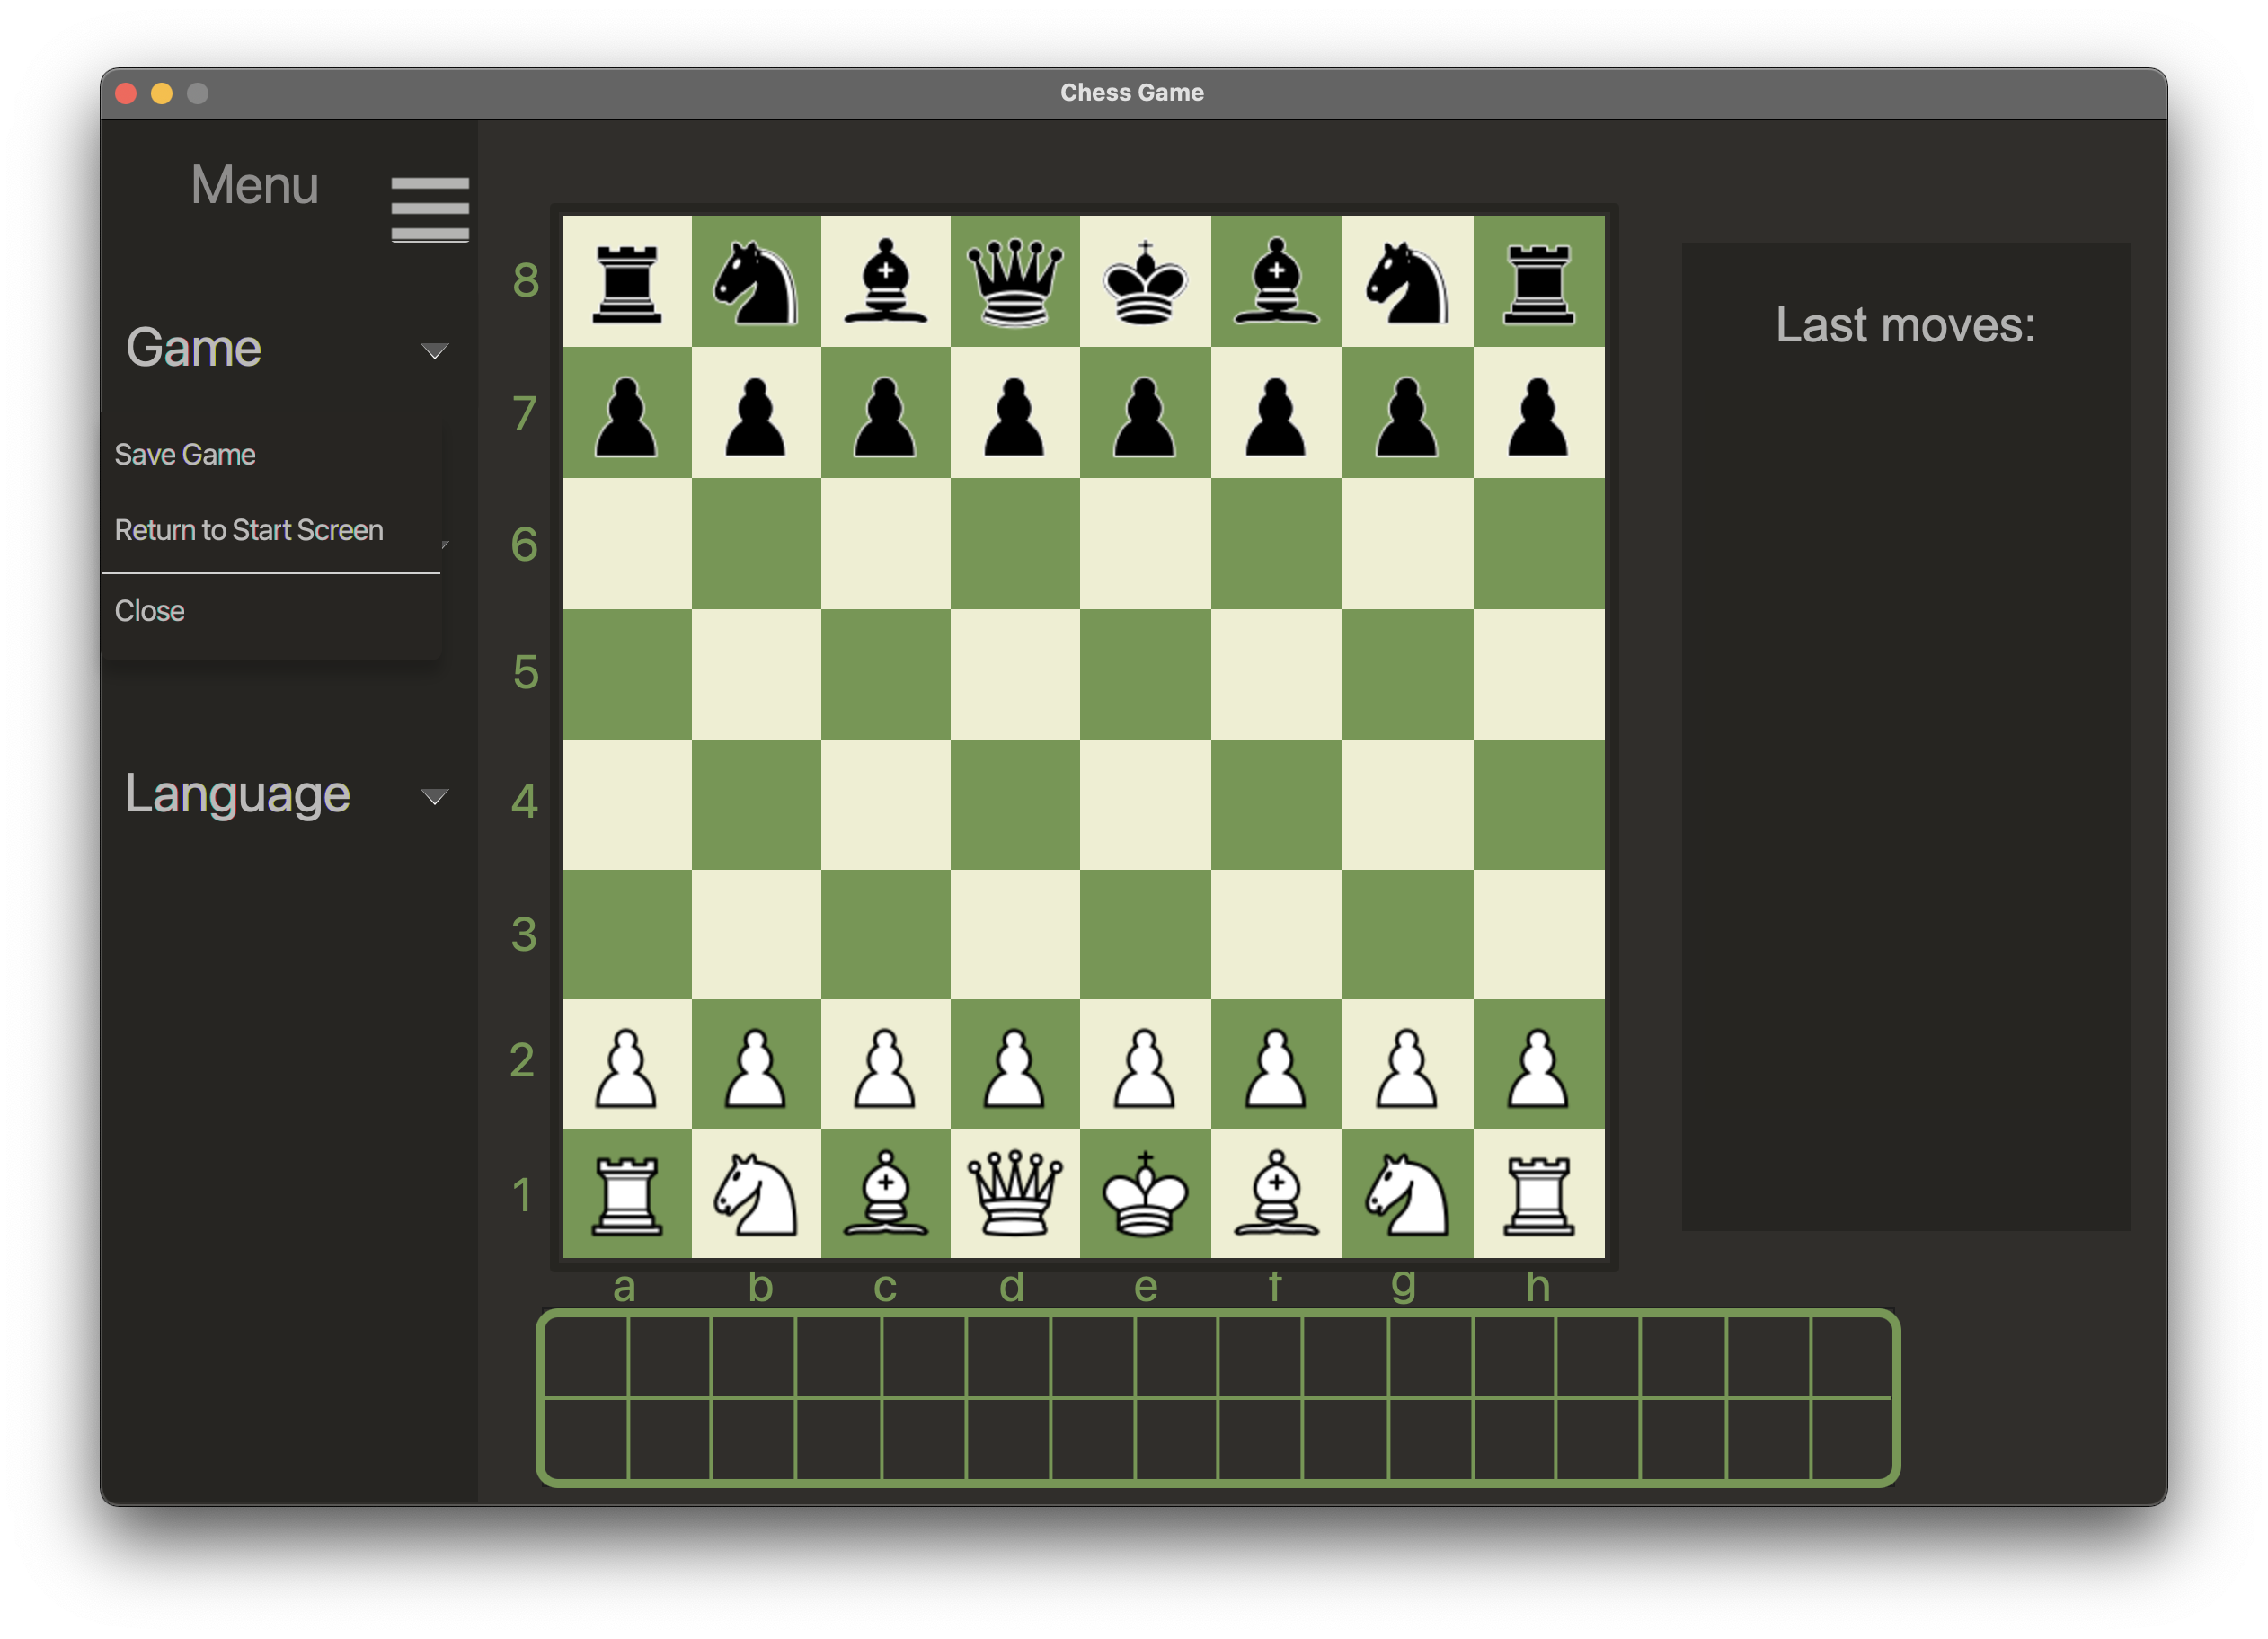 Chess Game
Menu
Game
Save Game
Return to Start Screen
Close
Language
8
7
6
5
4
3
2
1
a b c d e f g h
Last moves: